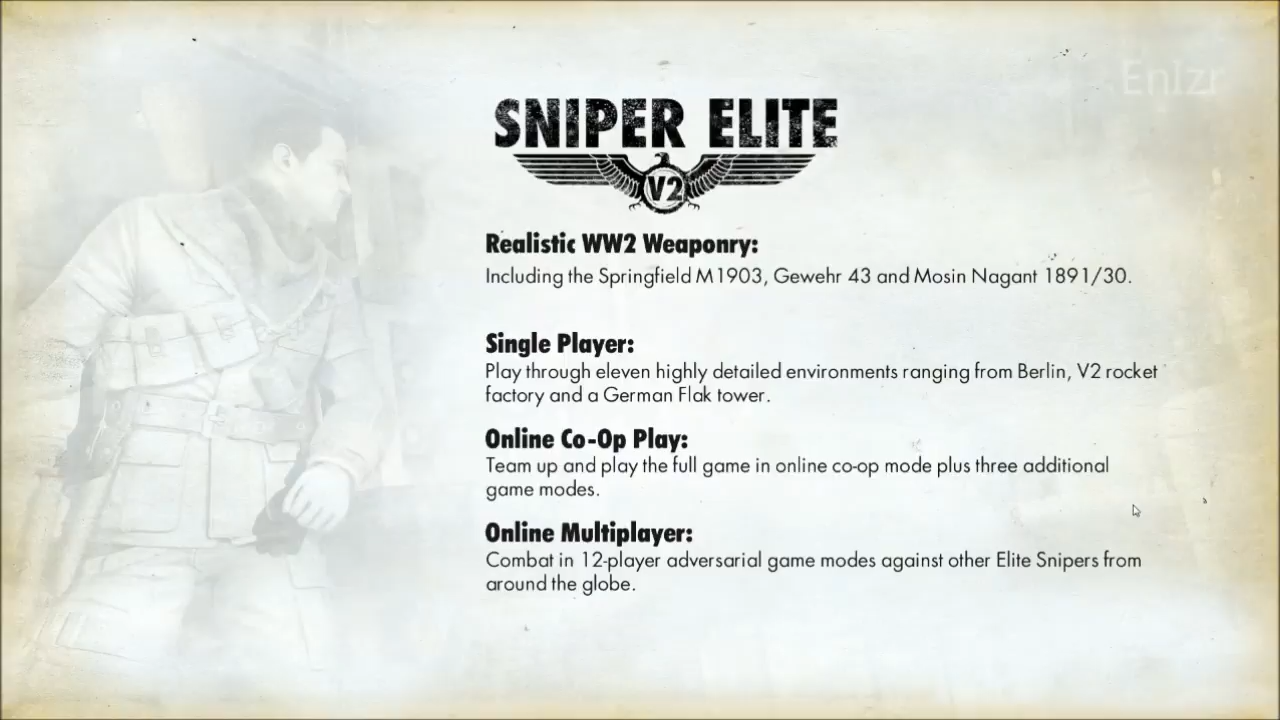 Enlzr
SNIPER ELITE
V2
Realistic WW2 Weaponry:
Including the Springfield M1903, Gewehr 43 and Mosin Nagant 1891/30.
Single Player:
Play through eleven highly detailed environments ranging from Berlin, V2 rocket
factory and a German Flak tower.
Online Co-Op Play:
Team up and play the full game in online co-op mode plus three additional
game modes.
Online Multiplayer:
Combat in 12-player adversarial game modes against other Elite Snipers from
around the globe.